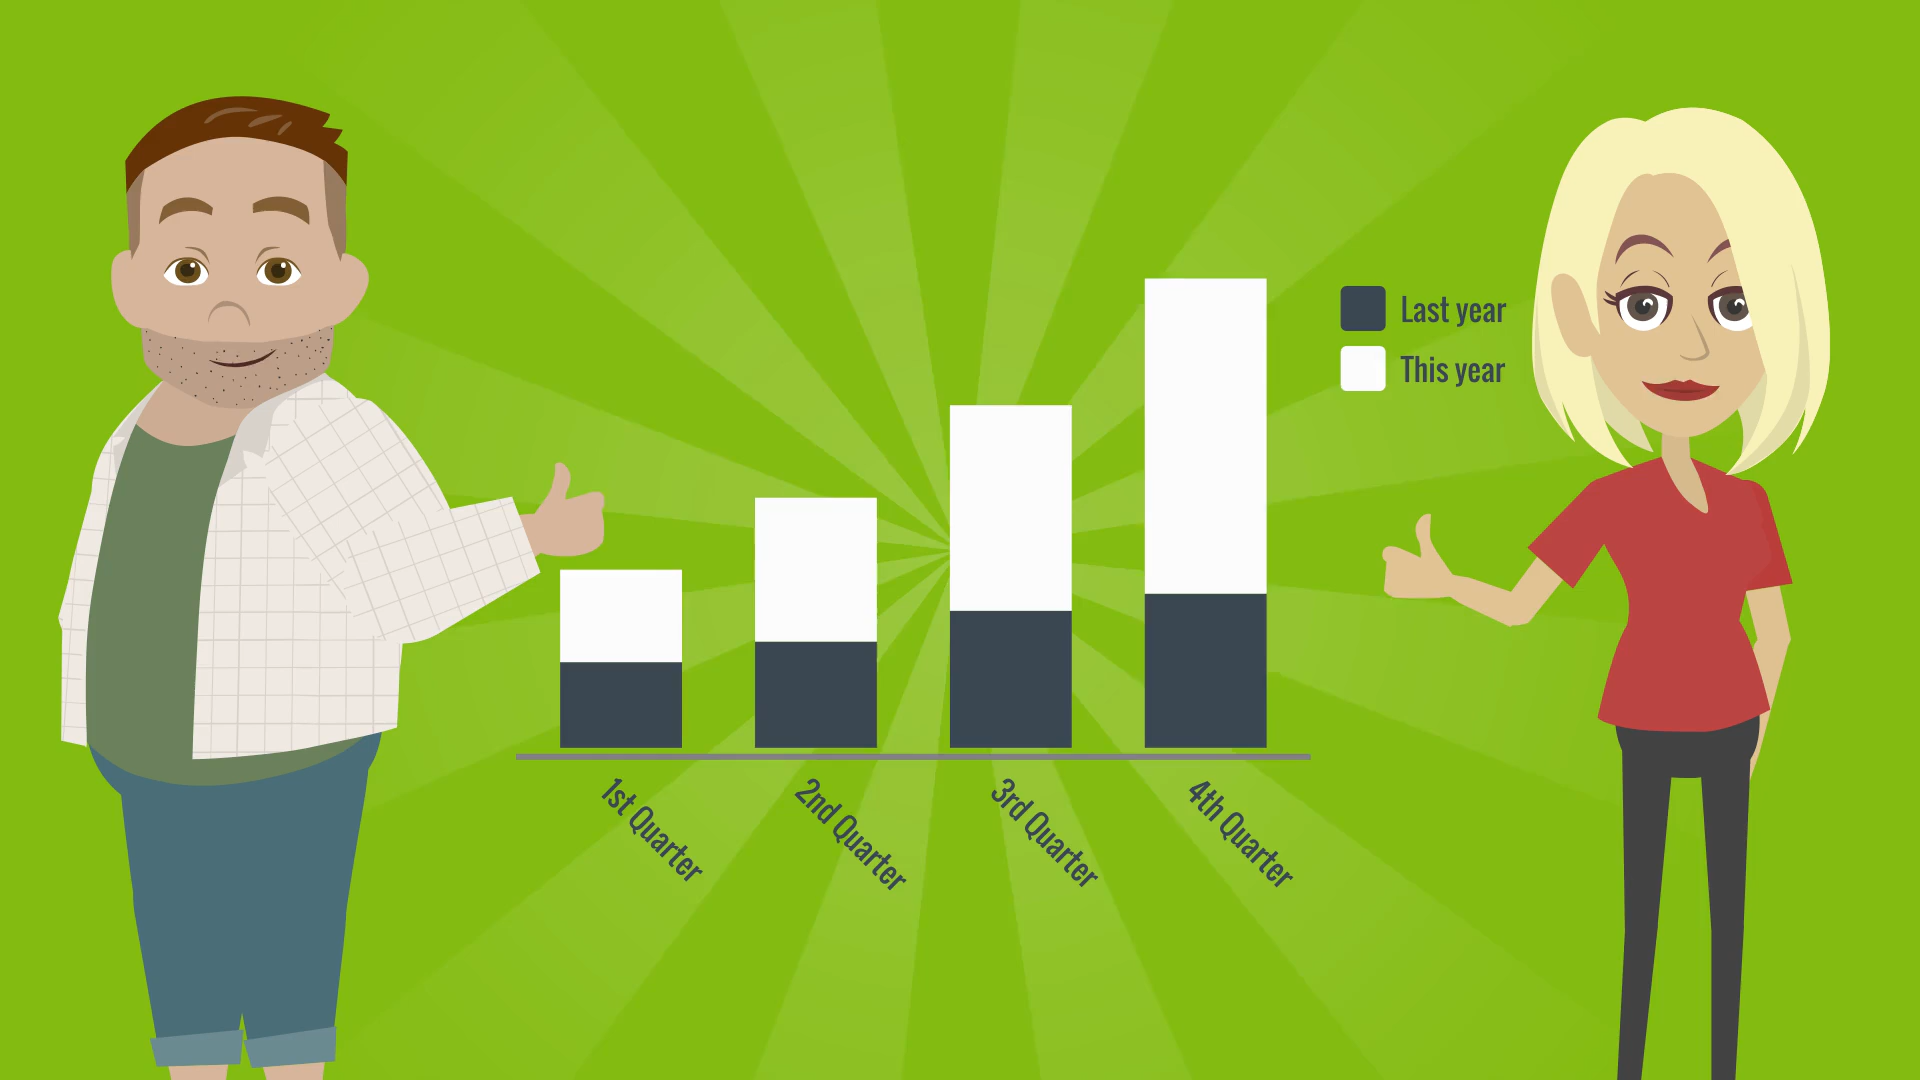 Last year
This year
1st Quarter
2nd Quarter
3rd Quarter
4th Quarter